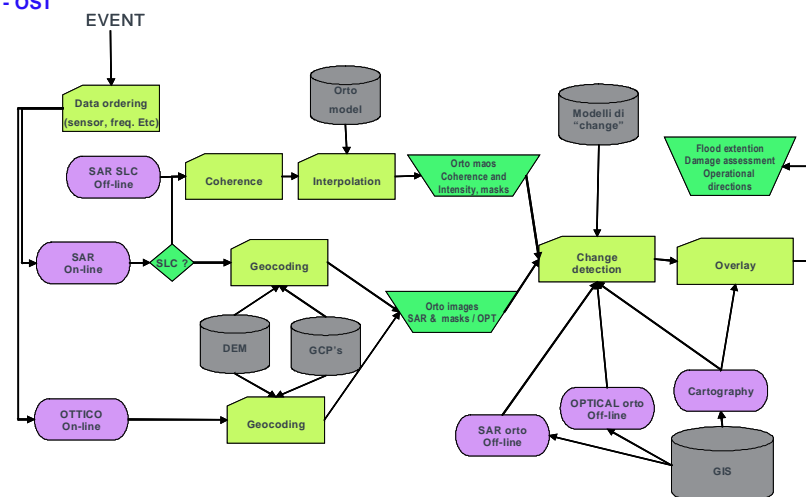 - OST
EVENT
Data ordering
(sensor, freq. Etc)
Orto
model
Modelli di
“change”
Flood extention
Damage assessment
Operational
directions
SAR SLC
Off-line
Coherence
Interpolation
Orto maos
Coherence and
Intensity, masks
SAR
On-line
SLC ?
Geocoding
Change
detection
Overlay
Orto images
SAR & masks / OPT
DEM
GCP's
OTTICO
On-line
Geocoding
SAR orto
Off-line
OPTICAL orto
Off-line
Cartography
GIS